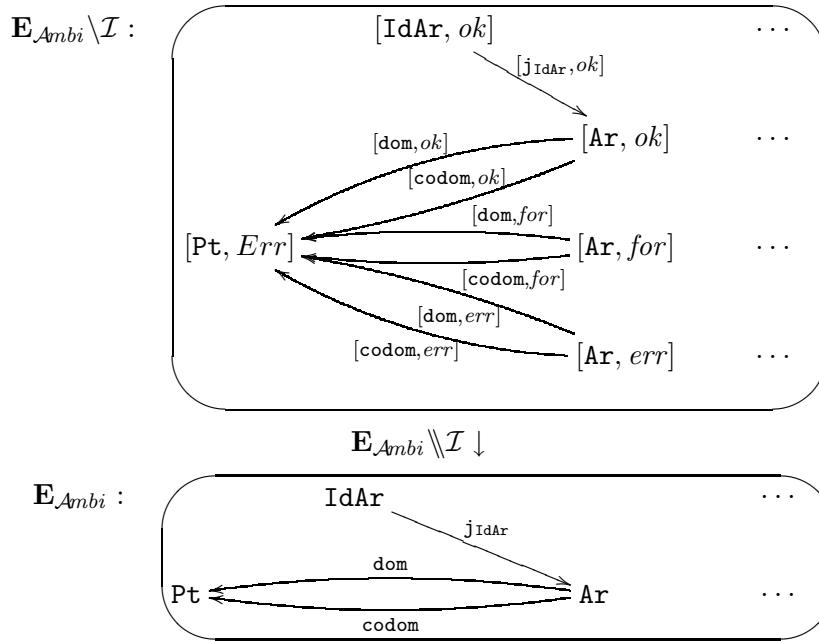 𝐄_𝒜mbi\ℐ : [IdAr, ok] ⋯
[j_IdAr, ok]
[dom, ok] [Ar, ok] ⋯
[codom, ok]
[dom, for]
[Pt, Err] [Ar, for] ⋯
[codom, for]
[dom, err]
[codom, err] [Ar, err] ⋯
𝐄_𝒜mbi\\ℐ ↓
𝐄_𝒜mbi : IdAr ⋯
j_IdAr
dom
Pt Ar ⋯
codom